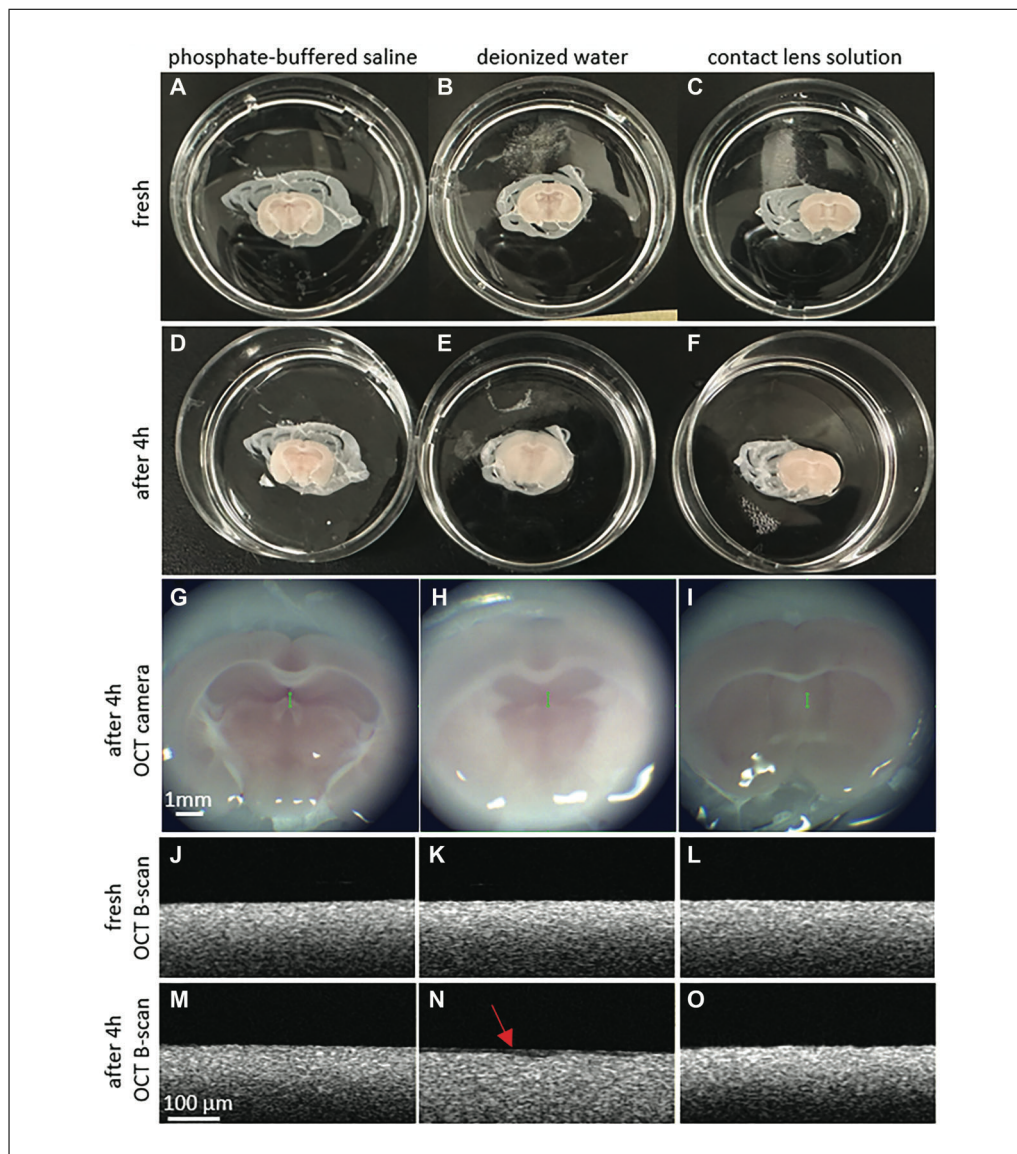 phosphate-buffered saline
deionized water
contact lens solution
fresh
A
B
C
after 4h
D
E
F
after 4h
OCT camera
G
H
I
1mm
fresh
OCT B-scan
J
K
L
after 4h
OCT B-scan
M
N
O
100 µm